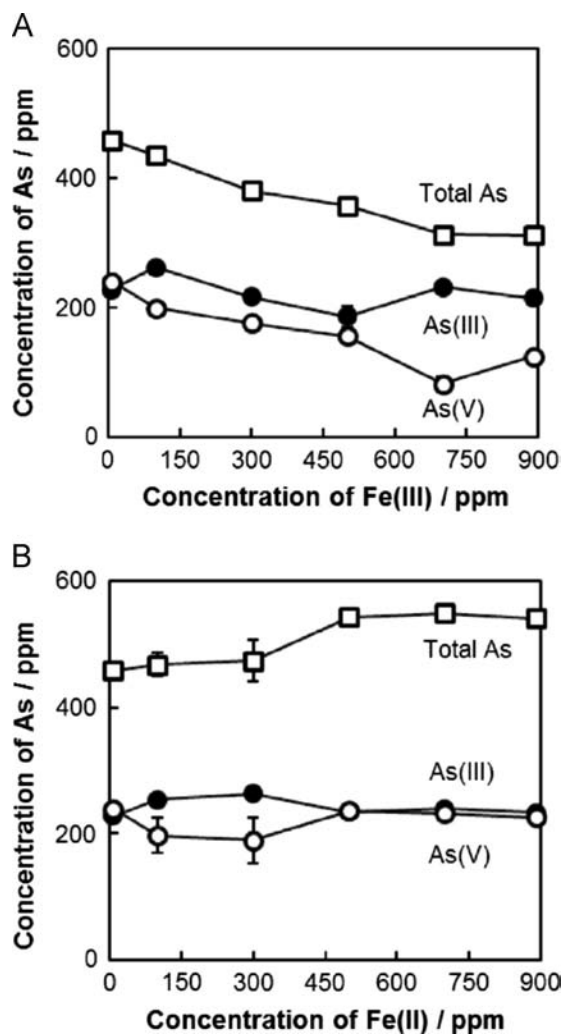 A
Concentration of As / ppm
600
400
200
0
Total As
As(III)
As(V)
0 150 300 450 600 750 900
Concentration of Fe(III) / ppm
B
Concentration of As / ppm
600
400
200
0
Total As
As(III)
As(V)
0 150 300 450 600 750 900
Concentration of Fe(II) / ppm